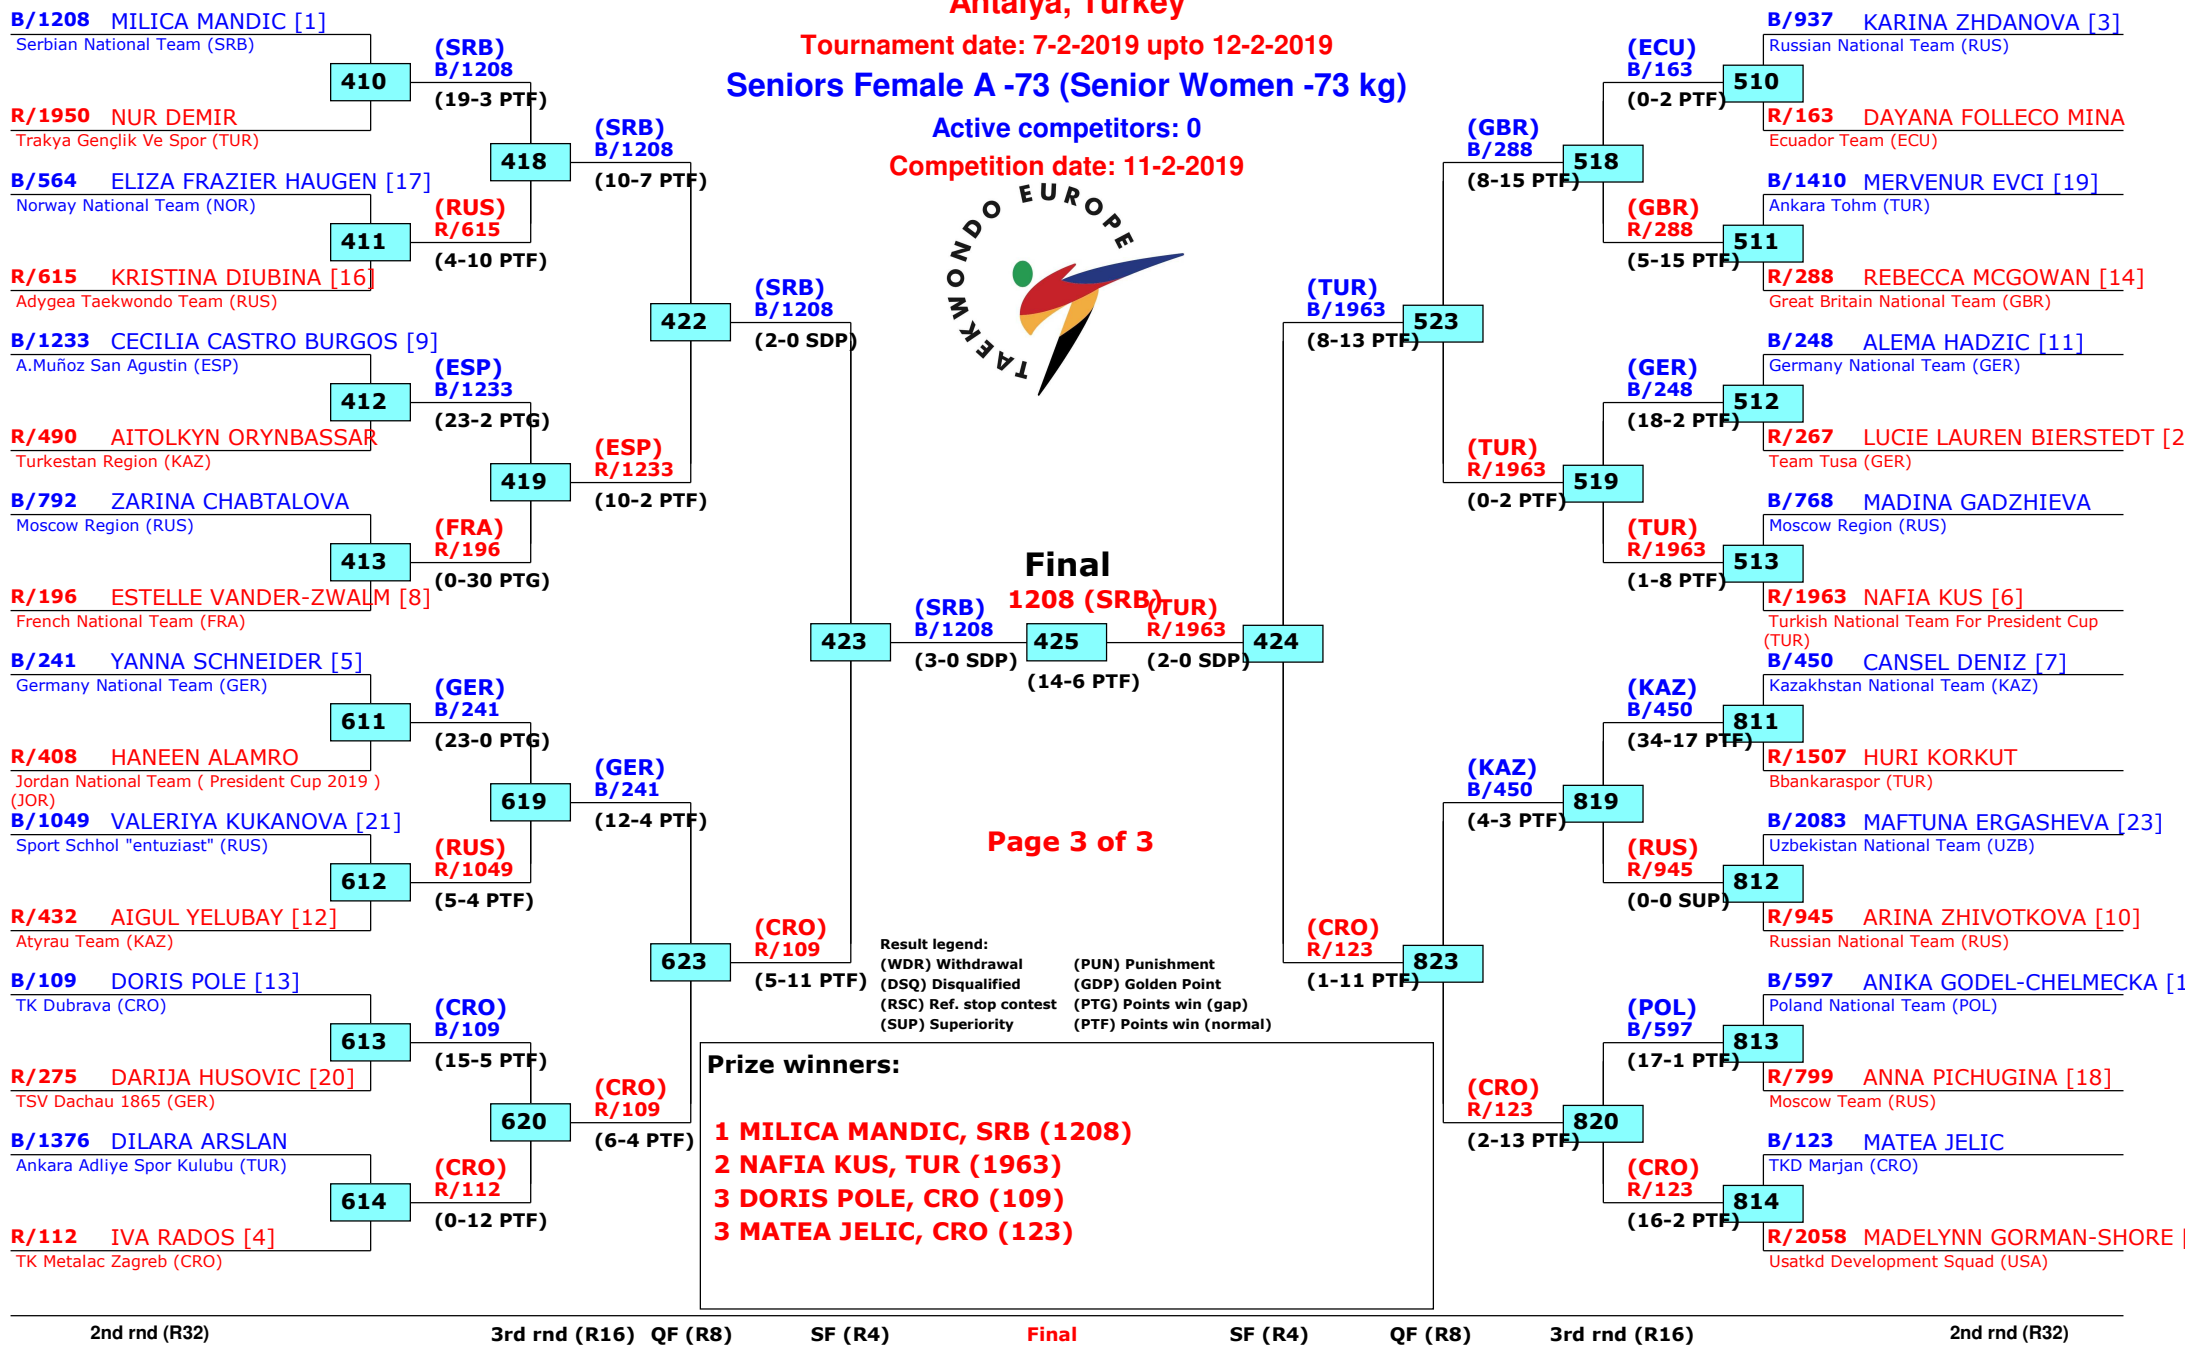 Antalya, Turkey
Tournament date: 7-2-2019 upto 12-2-2019
Seniors Female A -73 (Senior Women -73 kg)
Active competitors: 0
Competition date: 11-2-2019
TAEKWONDO EUROPE
B/1208 MILICA MANDIC [1]
Serbian National Team (SRB)
410
R/1950 NUR DEMIR
Trakya Gençlik Ve Spor (TUR)
B/564 ELIZA FRAZIER HAUGEN [17]
Norway National Team (NOR)
411
R/615 KRISTINA DIUBINA [16]
Adygea Taekwondo Team (RUS)
B/1233 CECILIA CASTRO BURGOS [9]
A.Muñoz San Agustin (ESP)
412
R/490 AITOLKYN ORYNBASSAR
Turkestan Region (KAZ)
B/792 ZARINA CHABTALOVA
Moscow Region (RUS)
413
R/196 ESTELLE VANDER-ZWALM [8]
French National Team (FRA)
B/241 YANNA SCHNEIDER [5]
Germany National Team (GER)
611
R/408 HANEEN ALAMRO
Jordan National Team ( President Cup 2019 )
(JOR)
B/1049 VALERIYA KUKANOVA [21]
Sport Schhol "entuziast" (RUS)
612
R/432 AIGUL YELUBAY [12]
Atyrau Team (KAZ)
B/109 DORIS POLE [13]
TK Dubrava (CRO)
613
R/275 DARIJA HUSOVIC [20]
TSV Dachau 1865 (GER)
B/1376 DILARA ARSLAN
Ankara Adliye Spor Kulubu (TUR)
614
R/112 IVA RADOS [4]
TK Metalac Zagreb (CRO)
(SRB)
B/1208
(19-3 PTF)
418
(RUS)
R/615
(4-10 PTF)
(ESP)
B/1233
(23-2 PTG)
419
(FRA)
R/196
(0-30 PTG)
(GER)
B/241
(23-0 PTG)
619
(RUS)
R/1049
(5-4 PTF)
(CRO)
B/109
(15-5 PTF)
620
(CRO)
R/112
(0-12 PTF)
(SRB)
B/1208
(10-7 PTF)
422
(ESP)
R/1233
(10-2 PTF)
(GER)
B/241
(12-4 PTF)
623
(CRO)
R/109
(6-4 PTF)
(SRB)
B/1208
(2-0 SDP)
423
(CRO)
R/109
(5-11 PTF)
Final
1208 (SRB)
(SRB)
B/1208
(3-0 SDP)
425
(14-6 PTF)
(TUR)
R/1963
(2-0 SDP)
424
(TUR)
B/1963
(8-13 PTF)
523
(CRO)
R/123
(1-11 PTF)
823
(GBR)
B/288
(8-15 PTF)
518
(TUR)
R/1963
(0-2 PTF)
519
(KAZ)
B/450
(4-3 PTF)
819
(CRO)
R/123
(2-13 PTF)
820
(ECU)
B/163
(0-2 PTF)
510
(GBR)
R/288
(5-15 PTF)
511
(GER)
B/248
(18-2 PTF)
512
(TUR)
R/1963
(1-8 PTF)
513
(KAZ)
B/450
(34-17 PTF)
811
(RUS)
R/945
(0-0 SUP)
812
(POL)
B/597
(17-1 PTF)
813
(CRO)
R/123
(16-2 PTF)
814
B/937 KARINA ZHDANOVA [3]
Russian National Team (RUS)
R/163 DAYANA FOLLECO MINA
Ecuador Team (ECU)
B/1410 MERVENUR EVCI [19]
Ankara Tohm (TUR)
R/288 REBECCA MCGOWAN [14]
Great Britain National Team (GBR)
B/248 ALEMA HADZIC [11]
Germany National Team (GER)
R/267 LUCIE LAUREN BIERSTEDT [2
Team Tusa (GER)
B/768 MADINA GADZHIEVA
Moscow Region (RUS)
R/1963 NAFIA KUS [6]
Turkish National Team For President Cup
(TUR)
B/450 CANSEL DENIZ [7]
Kazakhstan National Team (KAZ)
R/1507 HURI KORKUT
Bbankaraspor (TUR)
B/2083 MAFTUNA ERGASHEVA [23]
Uzbekistan National Team (UZB)
R/945 ARINA ZHIVOTKOVA [10]
Russian National Team (RUS)
B/597 ANIKA GODEL-CHELMECKA [1
Poland National Team (POL)
R/799 ANNA PICHUGINA [18]
Moscow Team (RUS)
B/123 MATEA JELIC
TKD Marjan (CRO)
R/2058 MADELYNN GORMAN-SHORE [
Usatkd Development Squad (USA)
Page 3 of 3
Result legend:
(WDR) Withdrawal (PUN) Punishment
(DSQ) Disqualified (GDP) Golden Point
(RSC) Ref. stop contest (PTG) Points win (gap)
(SUP) Superiority (PTF) Points win (normal)
Prize winners:
1 MILICA MANDIC, SRB (1208)
2 NAFIA KUS, TUR (1963)
3 DORIS POLE, CRO (109)
3 MATEA JELIC, CRO (123)
2nd rnd (R32) 3rd rnd (R16) QF (R8) SF (R4) Final SF (R4) QF (R8) 3rd rnd (R16) 2nd rnd (R32)